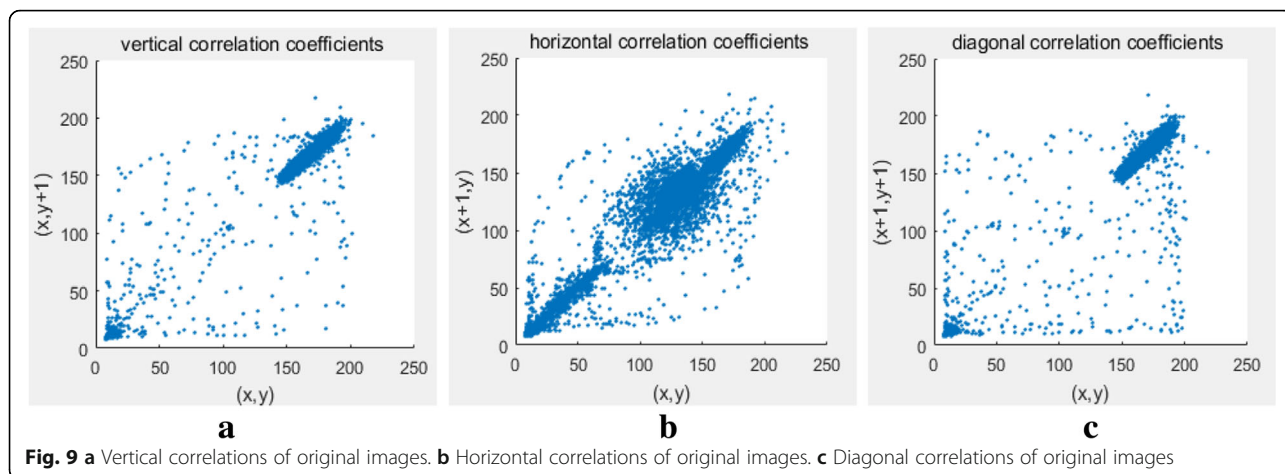 vertical correlation coefficients
250
200
150
100
50
0
(x,y+1)
0 50 100 150 200 250
(x,y)
a
horizontal correlation coefficients
250
200
150
100
50
0
(x+1,y)
0 50 100 150 200 250
(x,y)
b
diagonal correlation coefficients
250
200
150
100
50
0
(x+1,y+1)
0 50 100 150 200 250
(x,y)
c
Fig. 9 a Vertical correlations of original images. b Horizontal correlations of original images. c Diagonal correlations of original images